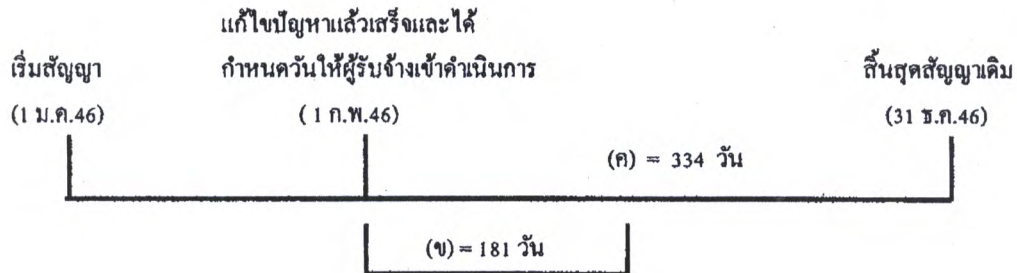 แก้ไขปัญหาแล้วเสร็จและได้
เริ่มสัญญา กำหนดวันให้ผู้รับจ้างเข้าดำเนินการ สิ้นสุดสัญญาเดิม
(1 ม.ค.46) ( 1 ก.พ.46) (31 ธ.ค.46)
(ค) = 334 วัน
(ข) = 181 วัน